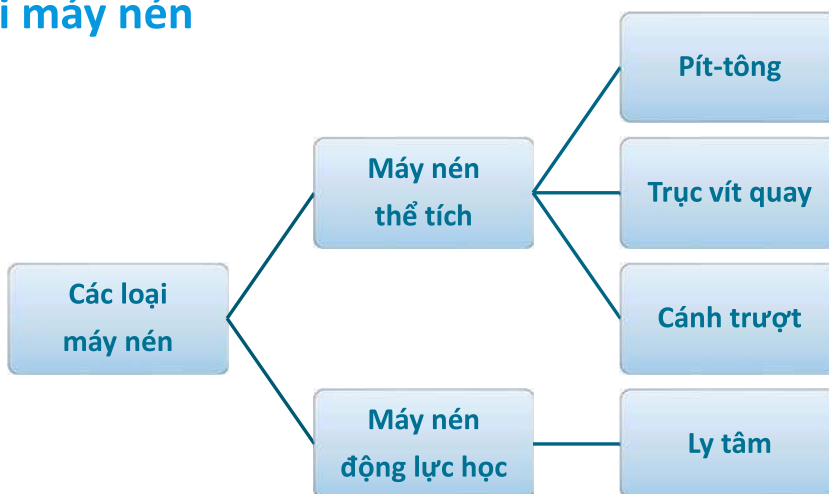 i máy nén
Pít-tông
Máy nén
thể tích
Trục vít quay
Các loại
máy nén
Cánh trượt
Máy nén
động lực học
Ly tâm